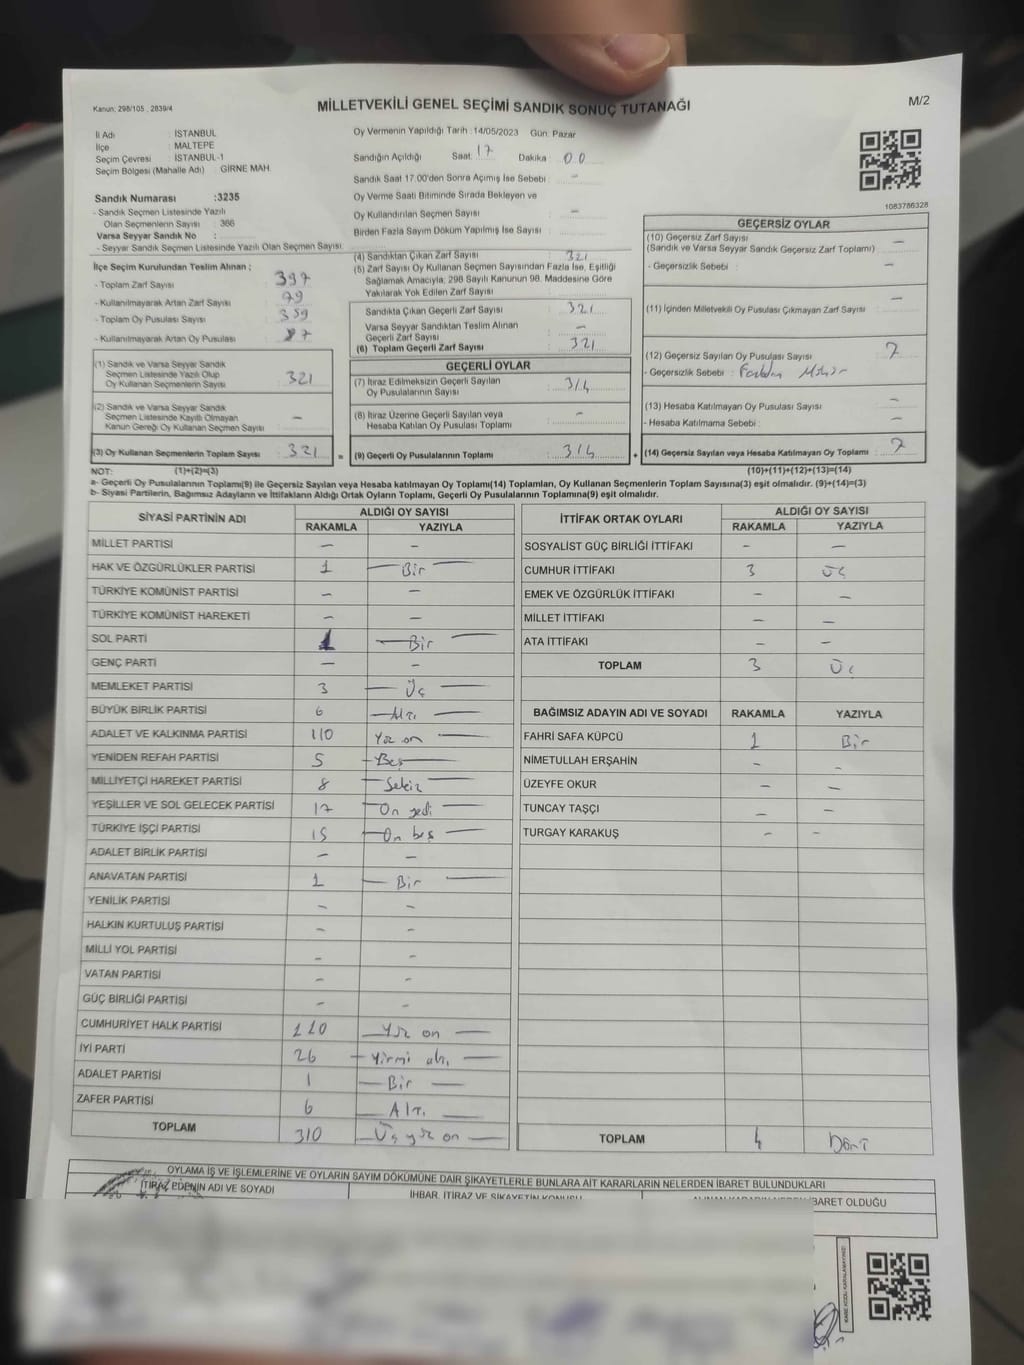 Kanun: 298/105 , 2839/4
MİLLETVEKİLİ GENEL SEÇİMİ SANDIK SONUÇ TUTANAĞI
M/2
İl Adı : İSTANBUL
İlçe : MALTEPE
Seçim Çevresi : İSTANBUL-1
Seçim Bölgesi (Mahalle Adı) : GİRNE MAH.
Oy Vermenin Yapıldığı Tarih :14/05/2023 Gün: Pazar
Sandığın Açıldığı Saat: 17 Dakika 00
Sandık Saat 17:00'den Sonra Açımış İse Sebebi : -
Oy Verme Saati Bitiminde Sırada Bekleyen ve
Oy Kullandırılan Seçmen Sayısı : -
Birden Fazla Sayım Döküm Yapılmış İse Sayısı :
1083786328
Sandık Numarası :3235
- Sandık Seçmen Listesinde Yazılı
Olan Seçmenlerin Sayısı : 366
Varsa Seyyar Sandık No :
- Seyyar Sandık Seçmen Listesinde Yazılı Olan Seçmen Sayısı:
İlçe Seçim Kurulundan Teslim Alınan ;
- Toplam Zarf Sayısı : 397
- Kullanılmayarak Artan Zarf Sayısı : 79
- Toplam Oy Pusulası Sayısı :
- Kullanılmayarak Artan Oy Pusulası :
(4) Sandıktan Çıkan Zarf Sayısı : 321
(5) Zarf Sayısı Oy Kullanan Seçmen Sayısından Fazla İse, Eşitliği
Sağlamak Amacıyla; 298 Sayılı Kanunun 98. Maddesine Göre
Yakılarak Yok Edilen Zarf Sayısı :
Sandıkta Çıkan Geçerli Zarf Sayısı : 321
Varsa Seyyar Sandıktan Teslim Alınan
Geçerli Zarf Sayısı : -
(6) Toplam Geçerli Zarf Sayısı : 321
GEÇERSİZ OYLAR
(10) Geçersiz Zarf Sayısı : -
(Sandık ve Varsa Seyyar Sandık Geçersiz Zarf Toplamı)
- Geçersizlik Sebebi : -
(11) İçinden Milletvekili Oy Pusulası Çıkmayan Zarf Sayısı : -
(12) Geçersiz Sayılan Oy Pusulası Sayısı : 7
- Geçersizlik Sebebi : Fazladan Mühür
(13) Hesaba Katılmayan Oy Pusulası Sayısı : -
- Hesaba Katılmama Sebebi : -
(14) Geçersiz Sayılan veya Hesaba Katılmayan Oy Toplamı : 7
(1) Sandık ve Varsa Seyyar Sandık
Seçmen Listesinde Yazılı Olup
Oy Kullanan Seçmenlerin Sayısı : 321
(2) Sandık ve Varsa Seyyar Sandık
Seçmen Listesinde Kayıtlı Olmayan
Kanun Gereği Oy Kullanan Seçmen Sayısı : -
(3) Oy Kullanan Seçmenlerin Toplam Sayısı : 321
=
GEÇERLİ OYLAR
(7) İtiraz Edilmeksizin Geçerli Sayılan
Oy Pusulalarının Sayısı : 314
(8) İtiraz Üzerine Geçerli Sayılan veya
Hesaba Katılan Oy Pusulası Toplamı : -
(9) Geçerli Oy Pusulalarının Toplamı : 314
+
NOT: (1)+(2)=(3) (10)+(11)+(12)+(13)=(14)
a- Geçerli Oy Pusulalarının Toplamı(9) ile Geçersiz Sayılan veya Hesaba katılmayan Oy Toplamı(14) Toplamları, Oy Kullanan Seçmenlerin Toplam Sayısına(3) eşit olmalıdır. (9)+(14)=(3)
b- Siyasi Partilerin, Bağımsız Adayların ve İttifakların Aldığı Ortak Oyların Toplamı, Geçerli Oy Pusulalarının Toplamına(9) eşit olmalıdır.
SİYASİ PARTİNİN ADI ALDIĞI OY SAYISI
RAKAMLA YAZIYLA
MİLLET PARTİSİ - -
HAK VE ÖZGÜRLÜKLER PARTİSİ 1 Bir
TÜRKİYE KOMÜNİST PARTİSİ - -
TÜRKİYE KOMÜNİST HAREKETİ - -
SOL PARTİ 1 Bir
GENÇ PARTİ - -
MEMLEKET PARTİSİ 3 Üç
BÜYÜK BİRLİK PARTİSİ 6 Altı
ADALET VE KALKINMA PARTİSİ 110 Yüz on
YENİDEN REFAH PARTİSİ 5 Beş
MİLLİYETÇİ HAREKET PARTİSİ 8 Sekiz
YEŞİLLER VE SOL GELECEK PARTİSİ 17 On yedi
TÜRKİYE İŞÇİ PARTİSİ 15 On beş
ADALET BİRLİK PARTİSİ - -
ANAVATAN PARTİSİ 1 Bir
YENİLİK PARTİSİ - -
HALKIN KURTULUŞ PARTİSİ - -
MİLLİ YOL PARTİSİ - -
VATAN PARTİSİ - -
GÜÇ BİRLİĞİ PARTİSİ - -
CUMHURİYET HALK PARTİSİ 110 Yüz on
İYİ PARTİ 26 Yirmi altı
ADALET PARTİSİ 1 Bir
ZAFER PARTİSİ 6 Altı
TOPLAM 310 Üç yüz on
İTTİFAK ORTAK OYLARI ALDIĞI OY SAYISI
RAKAMLA YAZIYLA
SOSYALİST GÜÇ BİRLİĞİ İTTİFAKI - -
CUMHUR İTTİFAKI 3 Üç
EMEK VE ÖZGÜRLÜK İTTİFAKI - -
MİLLET İTTİFAKI - -
ATA İTTİFAKI - -
TOPLAM 3 Üç
BAĞIMSIZ ADAYIN ADI VE SOYADI RAKAMLA YAZIYLA
FAHRİ SAFA KÜPCÜ 1 Bir
NİMETULLAH ERŞAHİN - -
ÜZEYFE OKUR - -
TUNCAY TAŞÇI - -
TURGAY KARAKUŞ - -
TOPLAM 4 Dört
OYLAMA İŞ VE İŞLEMLERİNE VE OYLARIN SAYIM DÖKÜMÜNE DAİR ŞİKAYETLERLE BUNLARA AİT KARARLARIN NELERDEN İBARET BULUNDUKLARI
İTİRAZ EDENİN ADI VE SOYADI
İHBAR, İTİRAZ VE ŞİKAYETİN KONUSU
ALINAN KARARIN NEDEN İBARET OLDUĞU
KARE KODU KARALAMAYINIZ!